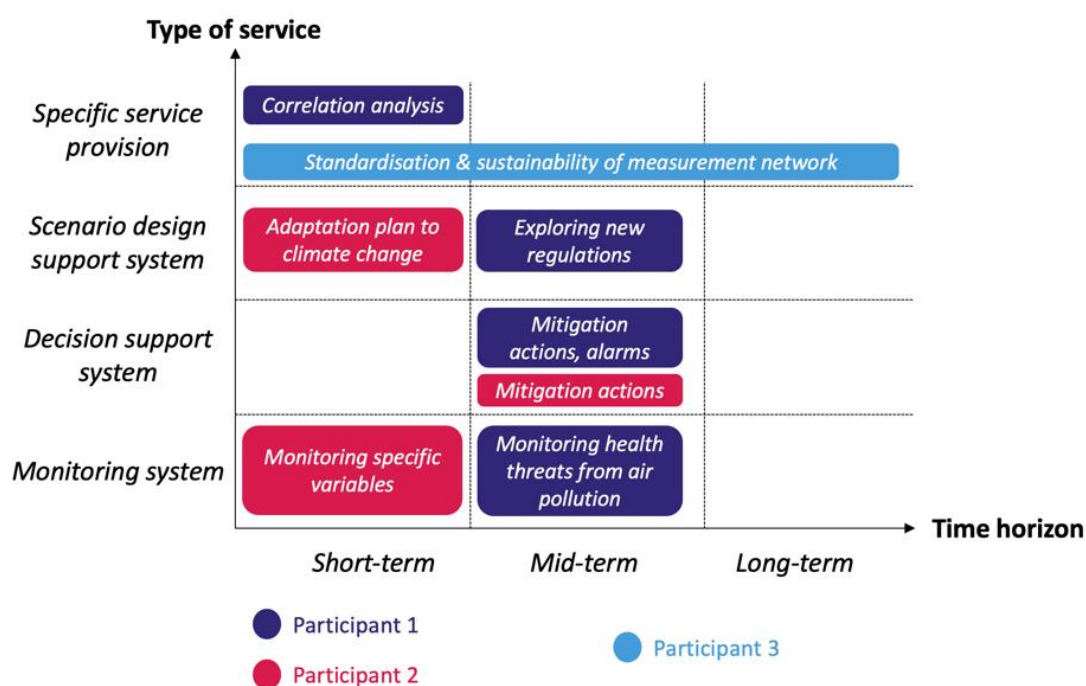 Type of service
Specific service
provision
Correlation analysis
Standardisation & sustainability of measurement network
Scenario design
support system
Adaptation plan to
climate change
Exploring new
regulations
Decision support
system
Mitigation
actions, alarms
Mitigation actions
Monitoring system
Monitoring specific
variables
Monitoring health
threats from air
pollution
Time horizon
Short-term
Mid-term
Long-term
Participant 1
Participant 2
Participant 3